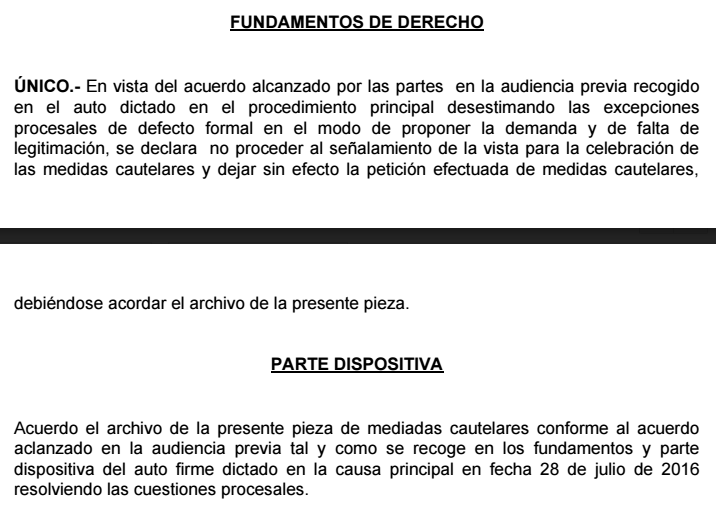 FUNDAMENTOS DE DERECHO
ÚNICO.- En vista del acuerdo alcanzado por las partes en la audiencia previa recogido
en el auto dictado en el procedimiento principal desestimando las excepciones
procesales de defecto formal en el modo de proponer la demanda y de falta de
legitimación, se declara no proceder al señalamiento de la vista para la celebración de
las medidas cautelares y dejar sin efecto la petición efectuada de medidas cautelares,
debiéndose acordar el archivo de la presente pieza.
PARTE DISPOSITIVA
Acuerdo el archivo de la presente pieza de mediadas cautelares conforme al acuerdo
aclanzado en la audiencia previa tal y como se recoge en los fundamentos y parte
dispositiva del auto firme dictado en la causa principal en fecha 28 de julio de 2016
resolviendo las cuestiones procesales.